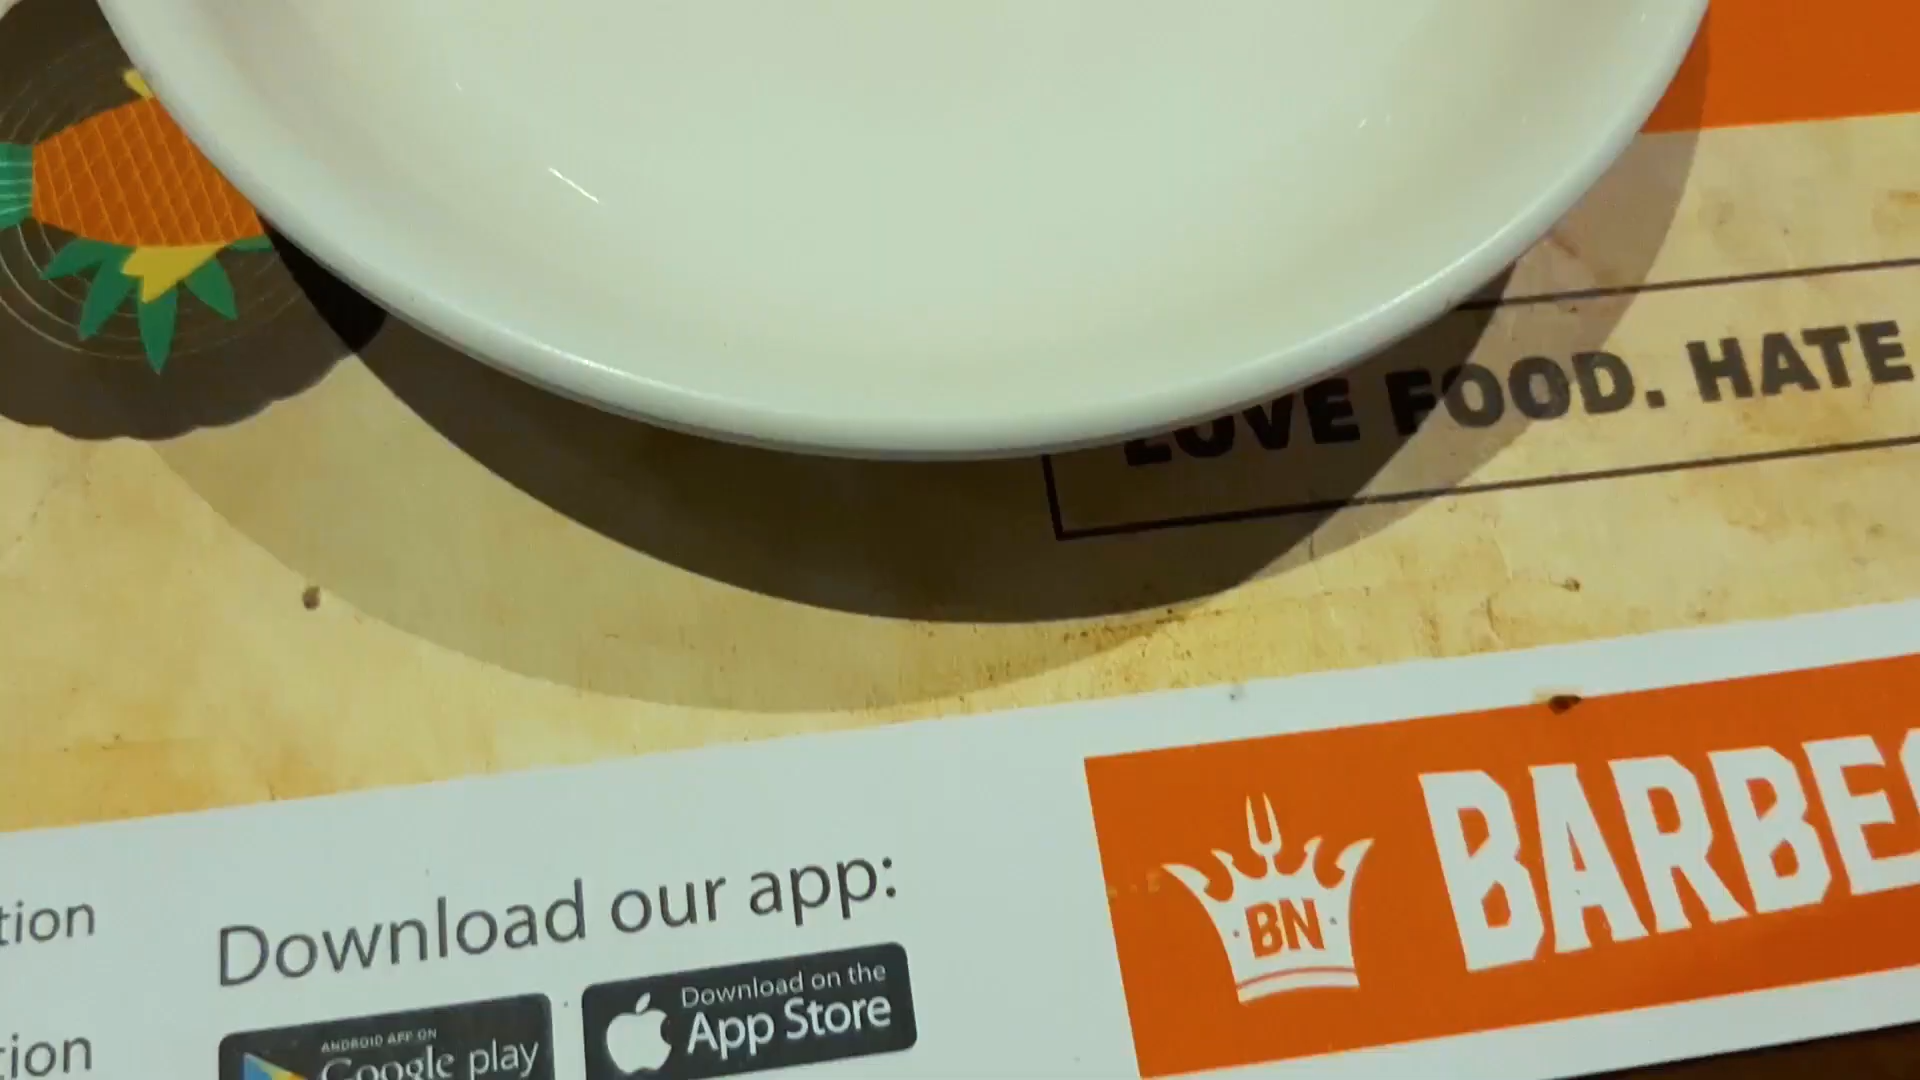 LOVE FOOD. HATE
BN
BARBE
Download our app:
tion
tion
ANDROID APP ON
Google play
Download on the
App Store